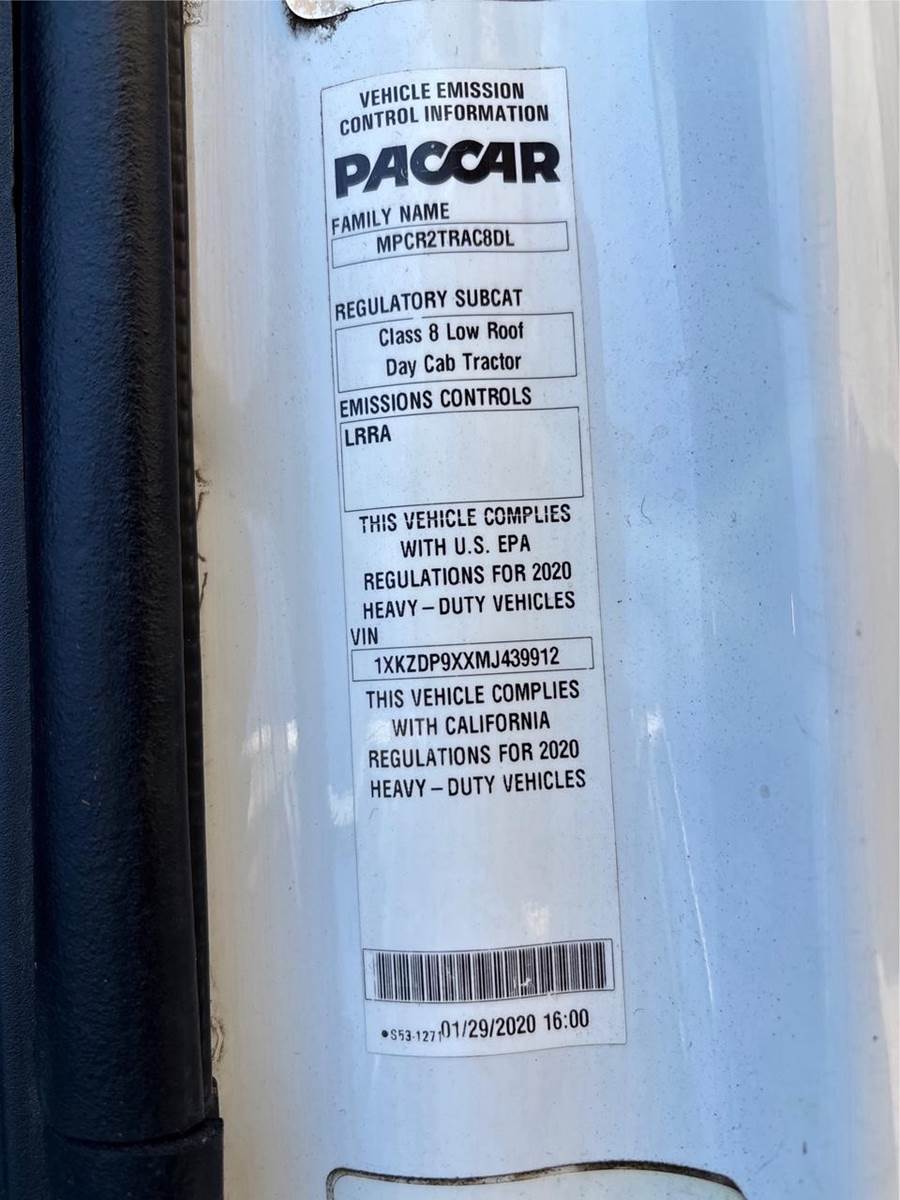 VEHICLE EMISSION
CONTROL INFORMATION
PACCAR
FAMILY NAME
MPCR2TRAC8DL
REGULATORY SUBCAT
Class 8 Low Roof
Day Cab Tractor
EMISSIONS CONTROLS
LRRA
THIS VEHICLE COMPLIES
WITH U.S. EPA
REGULATIONS FOR 2020
HEAVY – DUTY VEHICLES
VIN
1XKZDP9XXMJ439912
THIS VEHICLE COMPLIES
WITH CALIFORNIA
REGULATIONS FOR 2020
HEAVY – DUTY VEHICLES
•S53-1271 01/29/2020 16:00